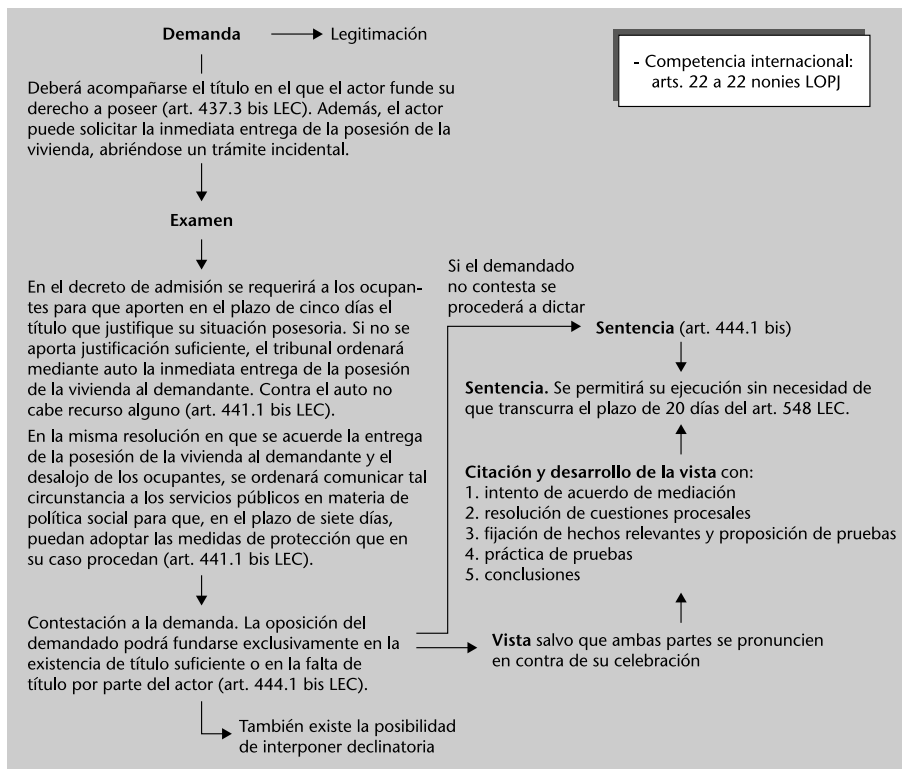 Demanda
Legitimación
- Competencia internacional:
arts. 22 a 22 nonies LOPJ
Deberá acompañarse el título en el que el actor funde su
derecho a poseer (art. 437.3 bis LEC). Además, el actor
puede solicitar la inmediata entrega de la posesión de la
vivienda, abriéndose un trámite incidental.
Examen
En el decreto de admisión se requerirá a los ocupan-
tes para que aporten en el plazo de cinco días el
título que justifique su situación posesoria. Si no se
aporta justificación suficiente, el tribunal ordenará
mediante auto la inmediata entrega de la posesión
de la vivienda al demandante. Contra el auto no
cabe recurso alguno (art. 441.1 bis LEC).
En la misma resolución en que se acuerde la entrega
de la posesión de la vivienda al demandante y el
desalojo de los ocupantes, se ordenará comunicar tal
circunstancia a los servicios públicos en materia de
política social para que, en el plazo de siete días,
puedan adoptar las medidas de protección que en
su caso procedan (art. 441.1 bis LEC).
Contestación a la demanda. La oposición del
demandado podrá fundarse exclusivamente en la
existencia de título suficiente o en la falta de
título por parte del actor (art. 444.1 bis LEC).
También existe la posibilidad
de interponer declinatoria
Si el demandado
no contesta se
procederá a dictar
Sentencia (art. 444.1 bis)
Sentencia. Se permitirá su ejecución sin necesidad de
que transcurra el plazo de 20 días del art. 548 LEC.
Citación y desarrollo de la vista con:
1. intento de acuerdo de mediación
2. resolución de cuestiones procesales
3. fijación de hechos relevantes y proposición de pruebas
4. práctica de pruebas
5. conclusiones
Vista salvo que ambas partes se pronuncien
en contra de su celebración